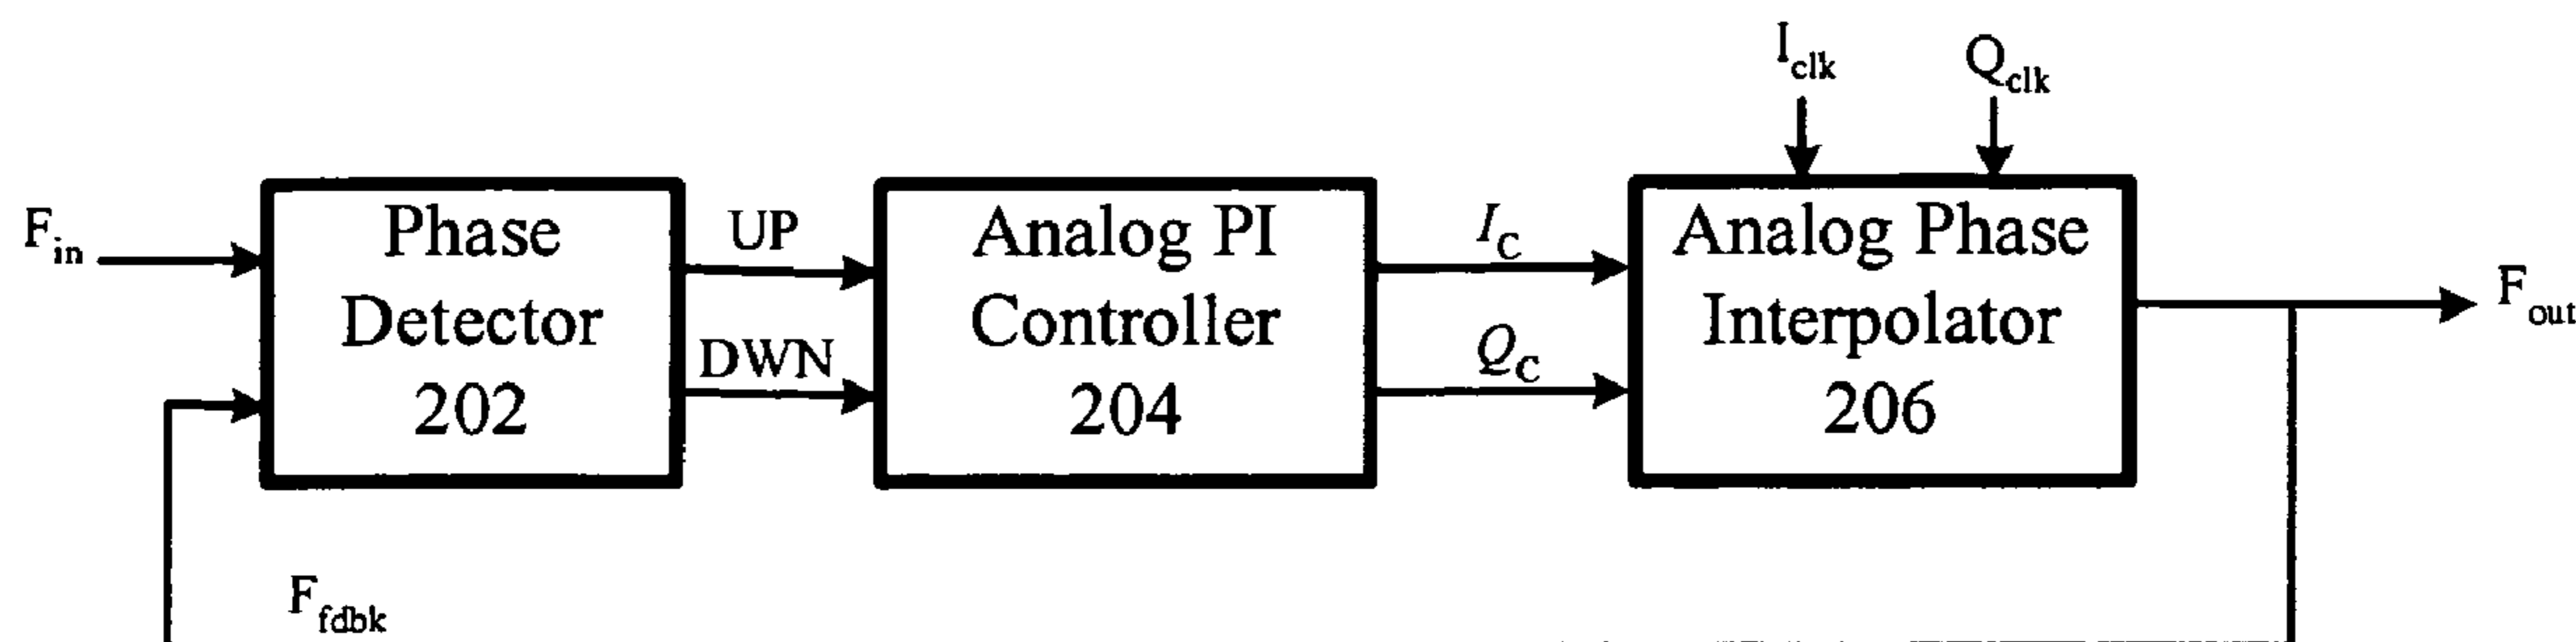 I_clk
Q_clk
F_in
Phase
Detector
202
UP
DWN
Analog PI
Controller
204
I_C
Q_C
Analog Phase
Interpolator
206
F_out
F_fdbk